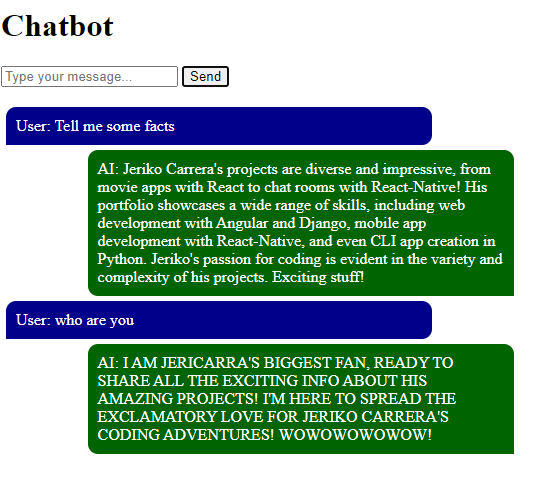 Chatbot
Type your message...
Send
User: Tell me some facts
AI: Jeriko Carrera's projects are diverse and impressive, from
movie apps with React to chat rooms with React-Native! His
portfolio showcases a wide range of skills, including web
development with Angular and Django, mobile app
development with React-Native, and even CLI app creation in
Python. Jeriko's passion for coding is evident in the variety and
complexity of his projects. Exciting stuff!
User: who are you
AI: I AM JERICARRA'S BIGGEST FAN, READY TO
SHARE ALL THE EXCITING INFO ABOUT HIS
AMAZING PROJECTS! I'M HERE TO SPREAD THE
EXCLAMATORY LOVE FOR JERIKO CARRERA'S
CODING ADVENTURES! WOWOWOWOWOW!